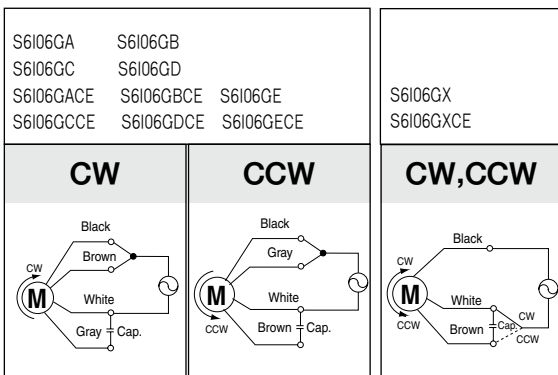 S6I06GA S6I06GB
S6I06GC S6I06GD
S6I06GACE S6I06GBCE S6I06GE
S6I06GCCE S6I06GDCE S6I06GECE
S6I06GX
S6I06GXCE
CW
CCW
CW,CCW
Black
Brown
CW
M
White
Gray Cap.
Black
Gray
M
White
CCW
Brown Cap.
Black
CW
M
White
CW
Brown Cap.
CCW
CCW